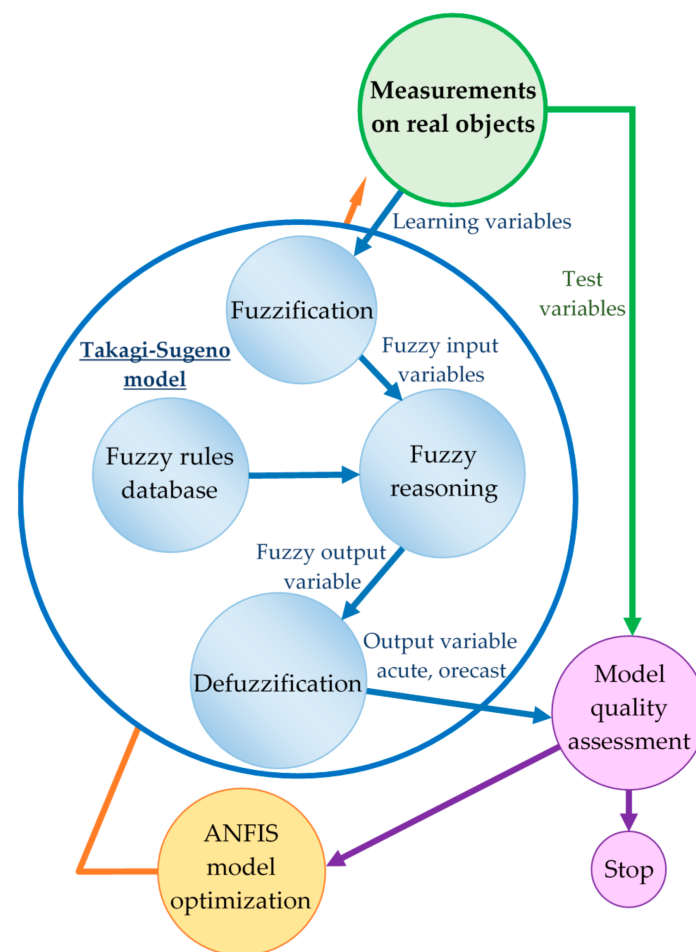 Measurements
on real objects
Learning variables
Test
variables
Fuzzification
Takagi-Sugeno
model
Fuzzy input
variables
Fuzzy rules
database
Fuzzy
reasoning
Fuzzy output
variable
Output variable
acute, orecast
Defuzzification
Model
quality
assessment
ANFIS
model
optimization
Stop